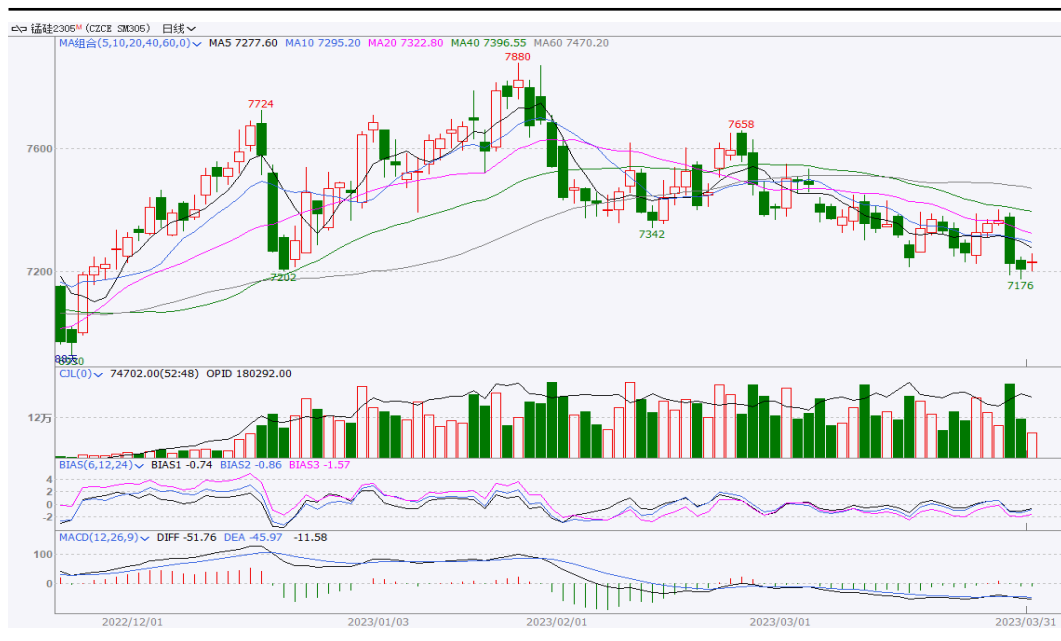 锰硅2305M (CZCE SM305) 日线
MA组合(5,10,20,40,60,0) MA5 7277.60 MA10 7295.20 MA20 7322.80 MA40 7396.55 MA60 7470.20
7880
7724
7658
7600
7342
7200
7202
7176
88天
6930
CJL(0) 74702.00(52:48) OPID 180292.00
12万
BIAS(6,12,24) BIAS1 -0.74 BIAS2 -0.86 BIAS3 -1.57
4
2
0
-2
MACD(12,26,9) DIFF -51.76 DEA -45.97 -11.58
100
0
2022/12/01 2023/01/03 2023/02/01 2023/03/01 2023/03/31